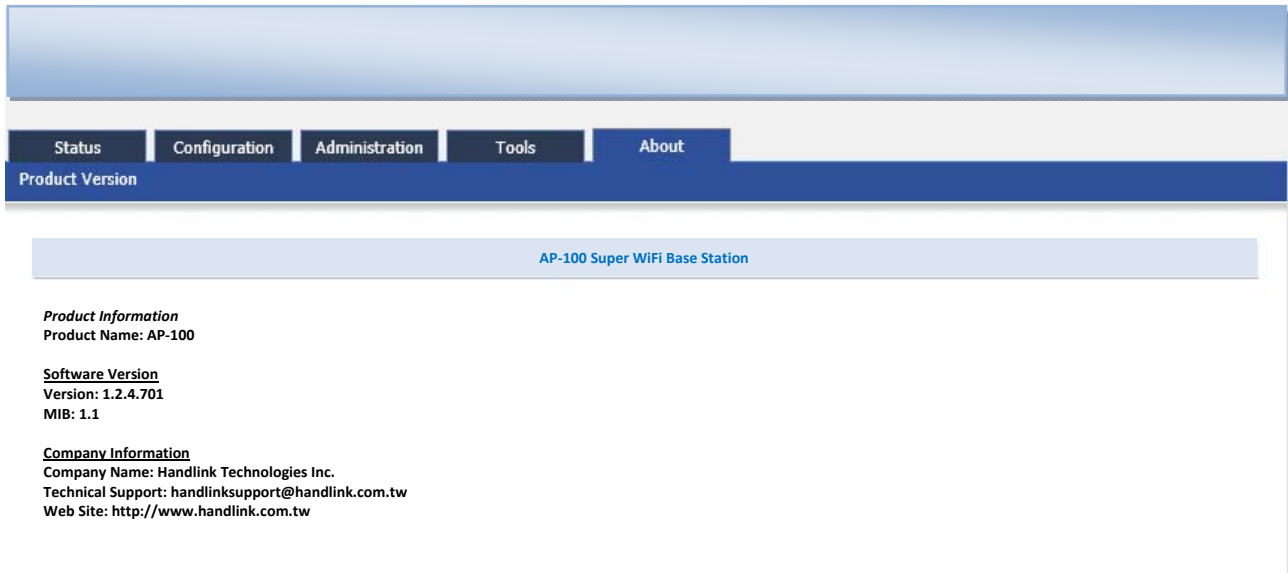 Status Configuration Administration Tools About
Product Version
AP-100 Super WiFi Base Station
Product Information
Product Name: AP-100
Software Version
Version: 1.2.4.701
MIB: 1.1
Company Information
Company Name: Handlink Technologies Inc.
Technical Support: handlinksupport@handlink.com.tw
Web Site: http://www.handlink.com.tw